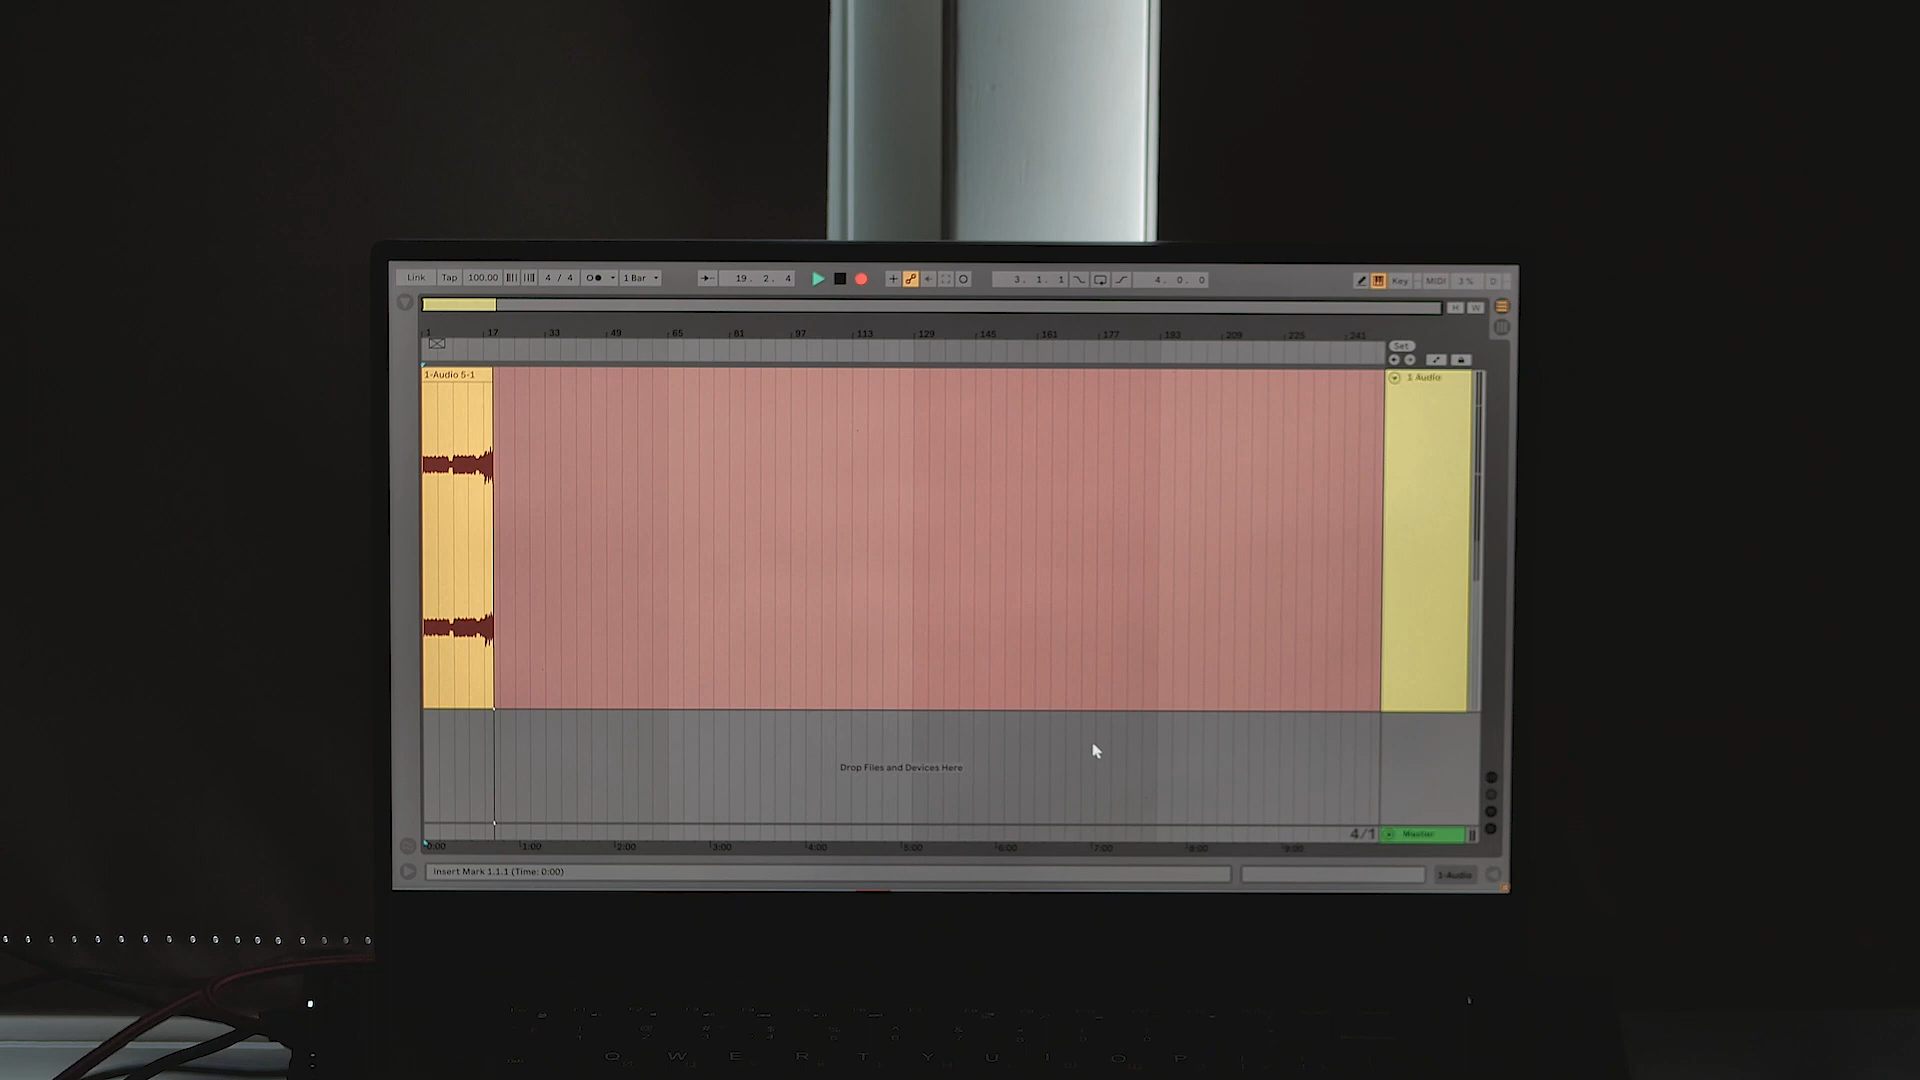 Link Tap 100.00 4 / 4 1 Bar 19. 2. 4 3. 1. 1 4. 0. 0 Key MIDI 3 % D
H W
1 17 33 49 65 81 97 113 129 145 161 177 193 209 225 241
Set
1-Audio 5-1
1 Audio
Drop Files and Devices Here
4/1 Master
0:00 1:00 2:00 3:00 4:00 5:00 6:00 7:00 8:00 9:00
Insert Mark 1.1.1 (Time: 0:00)
1-Audio
Q W E R T Y U I O P